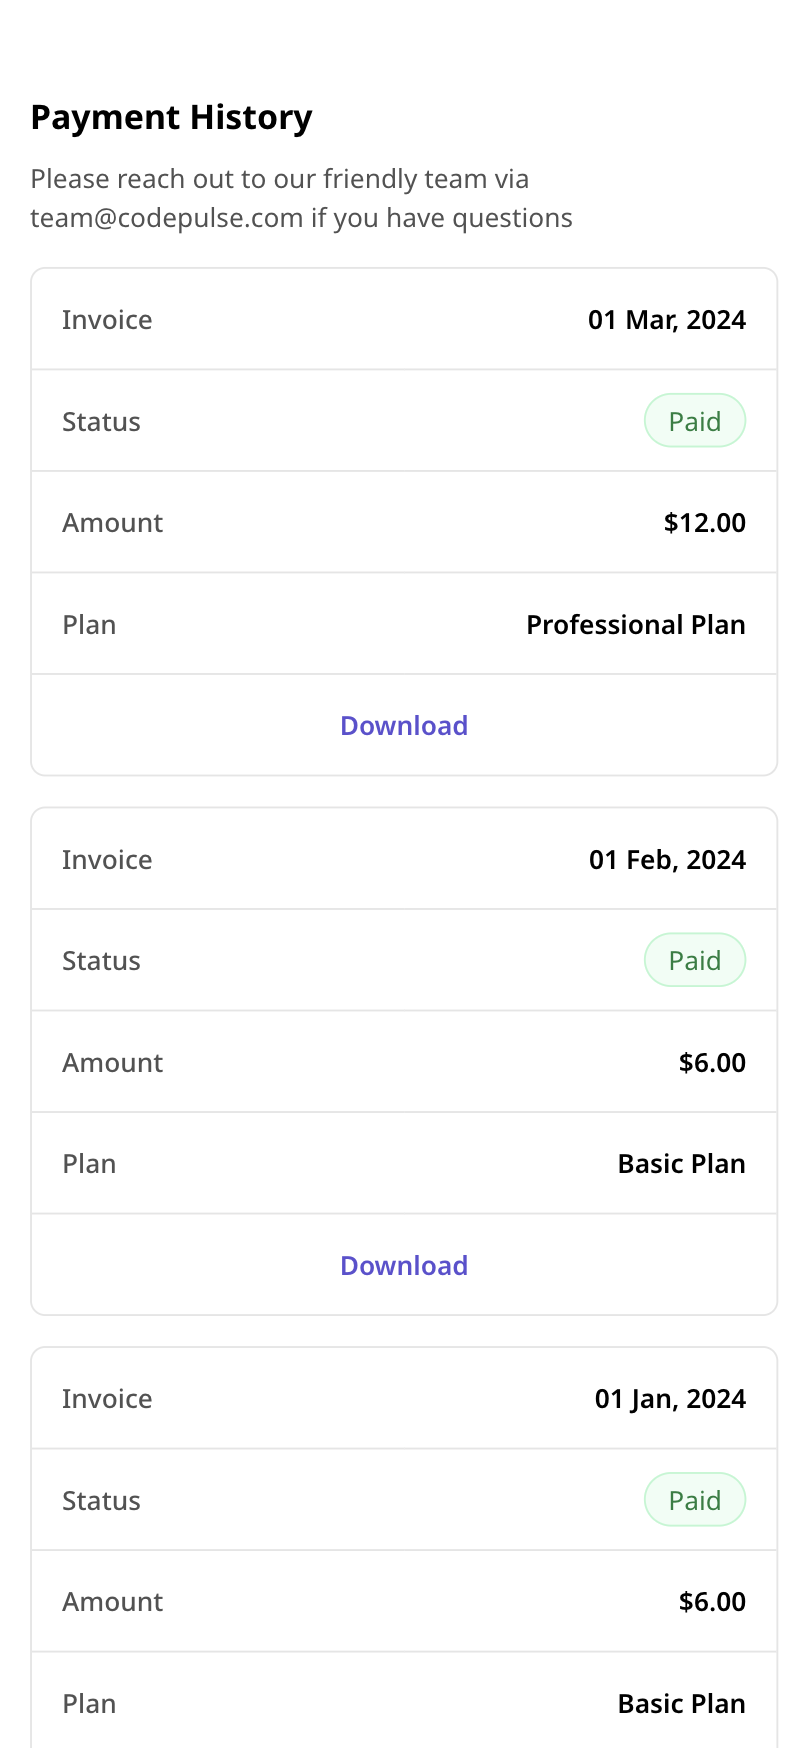 Payment History
Please reach out to our friendly team via
team@codepulse.com if you have questions
Invoice 01 Mar, 2024
Status Paid
Amount $12.00
Plan Professional Plan
Download
Invoice 01 Feb, 2024
Status Paid
Amount $6.00
Plan Basic Plan
Download
Invoice 01 Jan, 2024
Status Paid
Amount $6.00
Plan Basic Plan